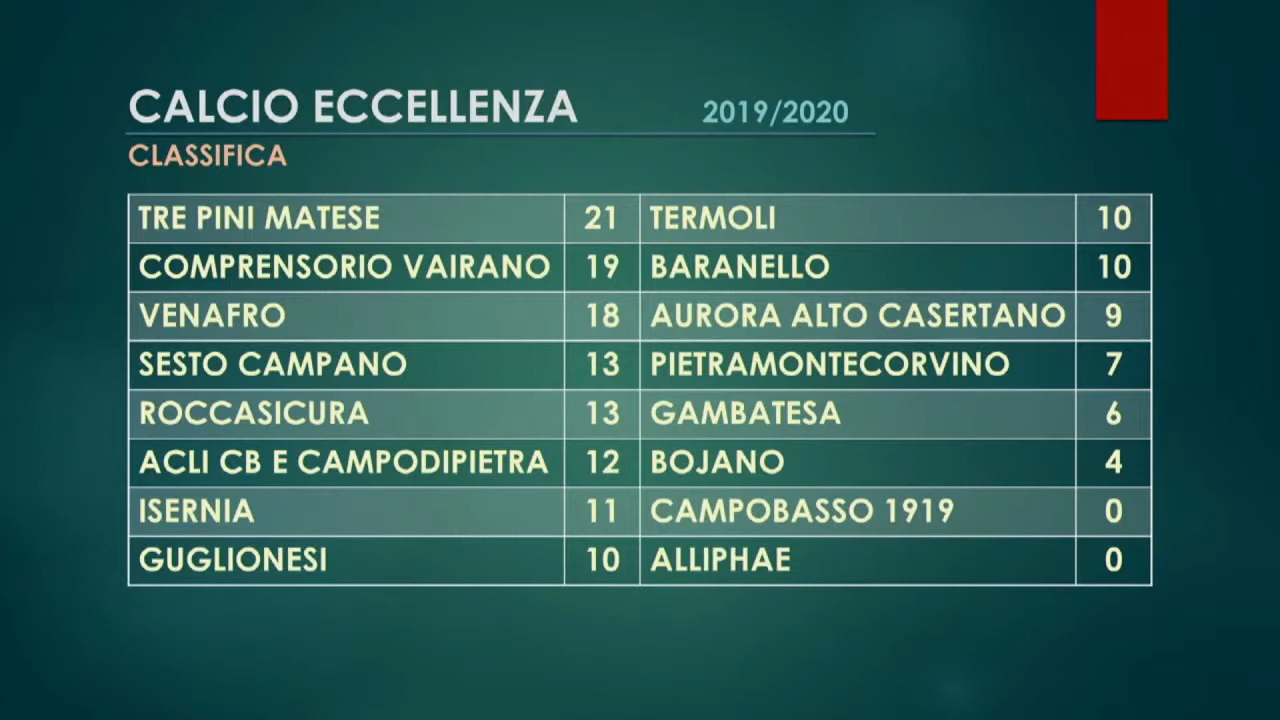 CALCIO ECCELLENZA 2019/2020
CLASSIFICA
TRE PINI MATESE 21 TERMOLI 10
COMPRENSORIO VAIRANO 19 BARANELLO 10
VENAFRO 18 AURORA ALTO CASERTANO 9
SESTO CAMPANO 13 PIETRAMONTECORVINO 7
ROCCASICURA 13 GAMBATESA 6
ACLI CB E CAMPODIPIETRA 12 BOJANO 4
ISERNIA 11 CAMPOBASSO 1919 0
GUGLIONESI 10 ALLIPHAE 0